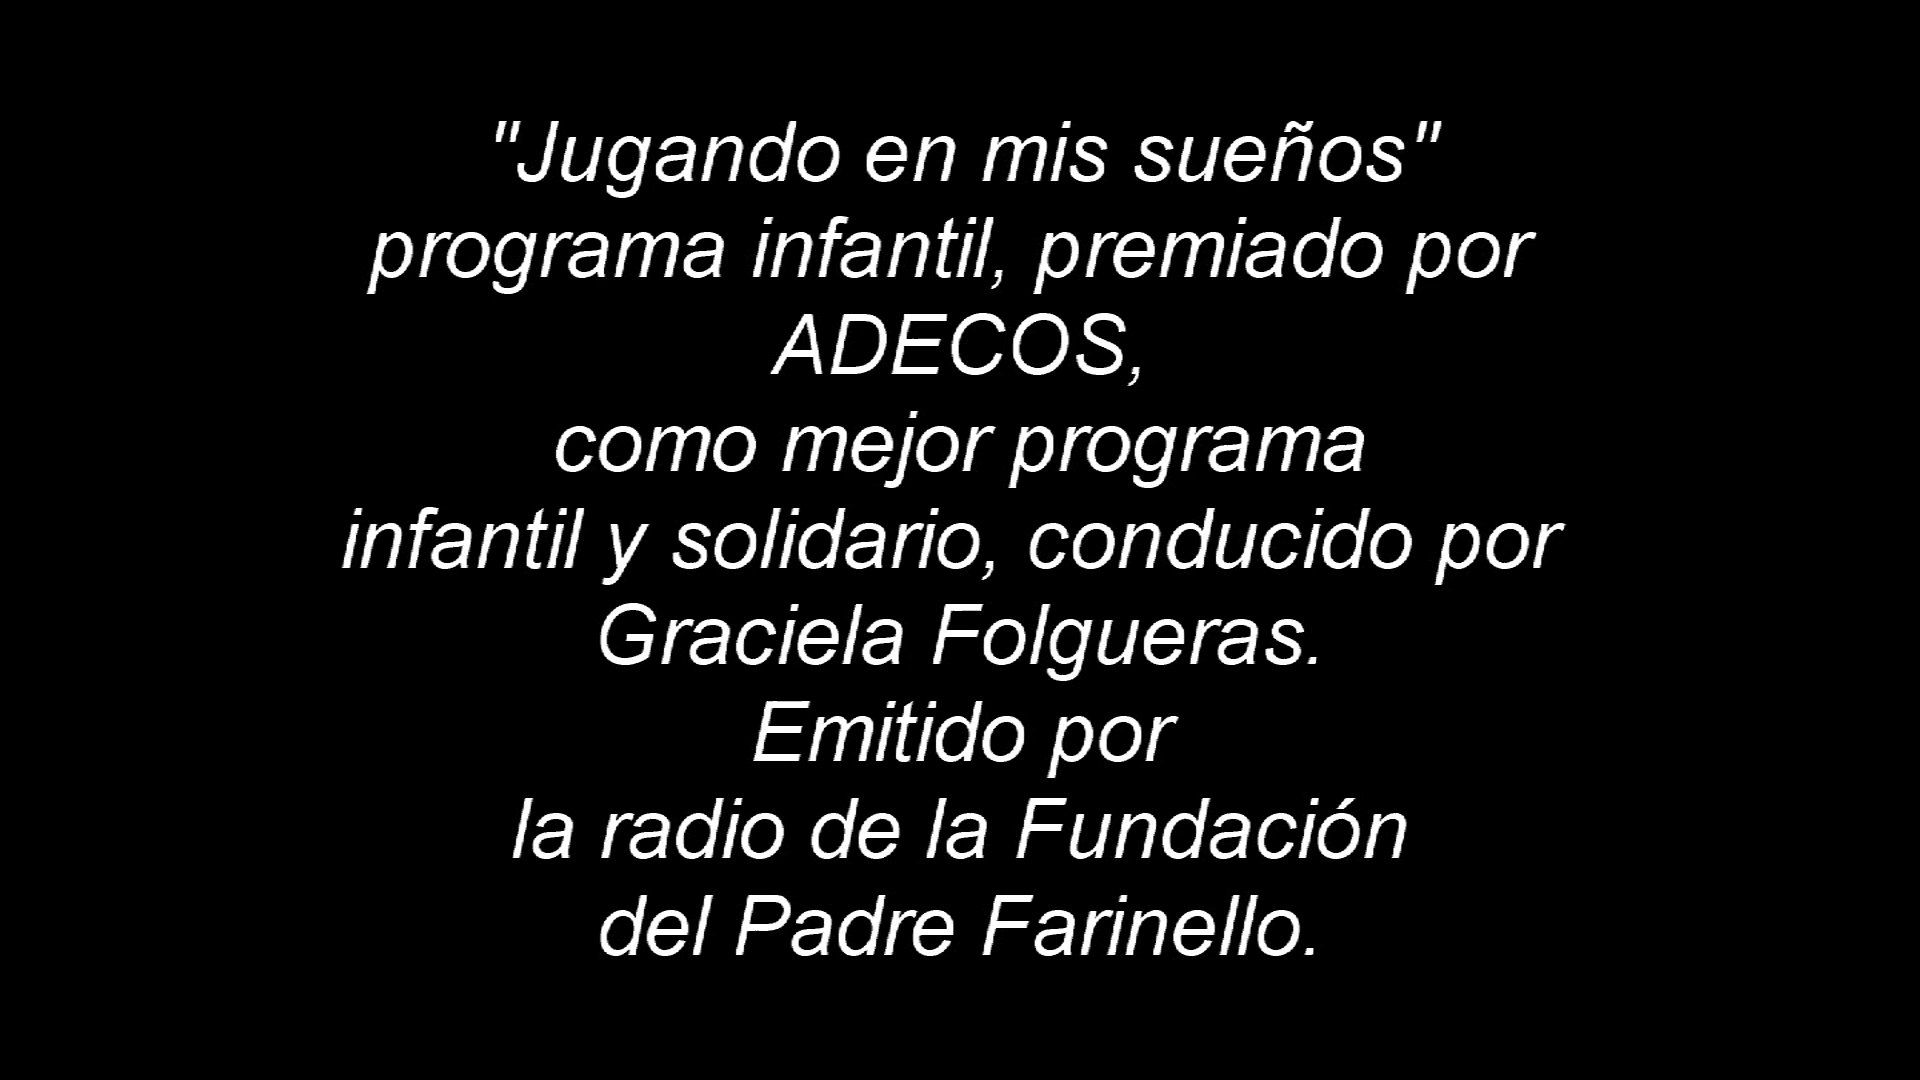 "Jugando en mis sueños"
programa infantil, premiado por
ADECOS,
como mejor programa
infantil y solidario, conducido por
Graciela Folgueras.
Emitido por
la radio de la Fundación
del Padre Farinello.